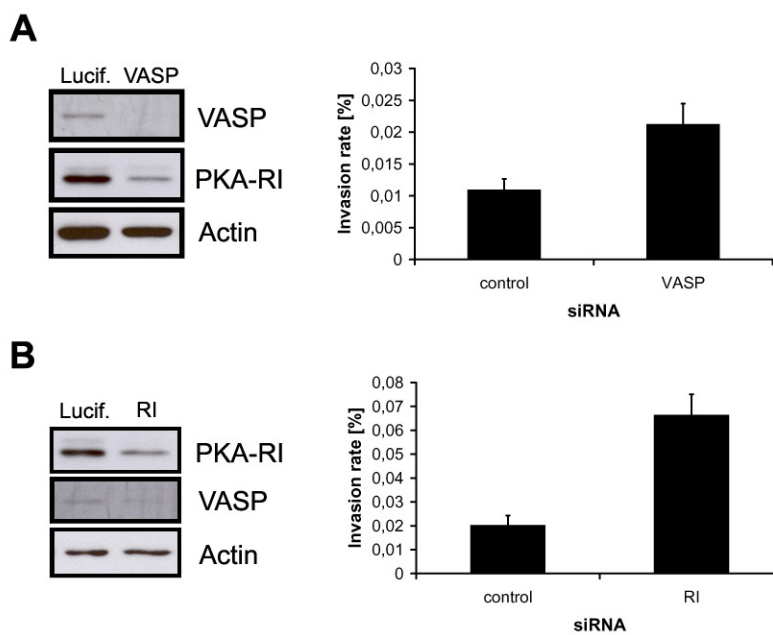 A
Lucif. VASP
VASP
PKA-RI
Actin
Invasion rate [%]
0,03
0,025
0,02
0,015
0,01
0,005
0
control VASP
siRNA
B
Lucif. RI
PKA-RI
VASP
Actin
Invasion rate [%]
0,08
0,07
0,06
0,05
0,04
0,03
0,02
0,01
0
control RI
siRNA